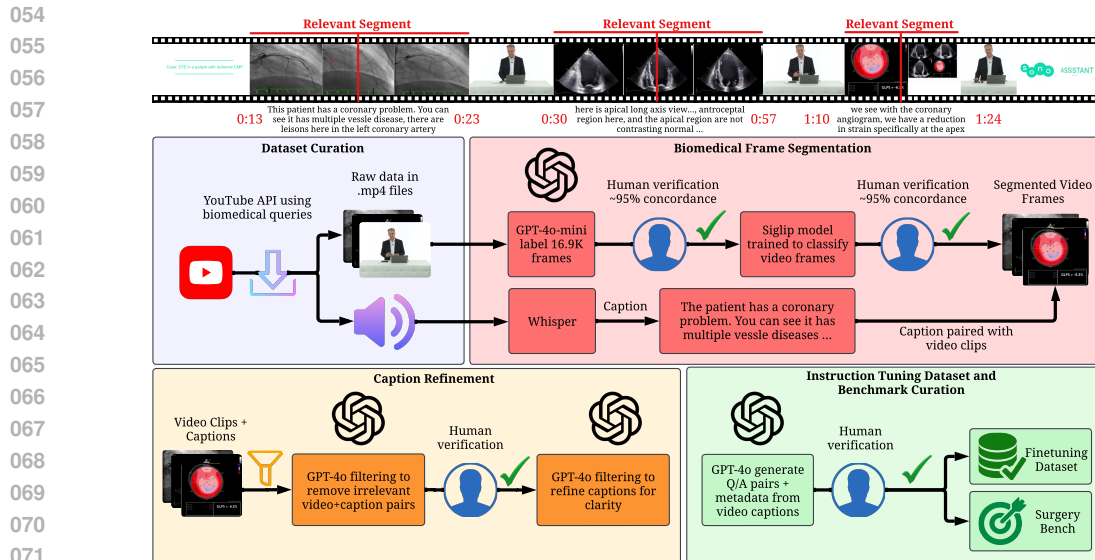 054
055
056
057
058
059
060
061
062
063
064
065
066
067
068
069
070
071
Relevant Segment
Relevant Segment
Relevant Segment
Case: DTE in a patient with Ischemic CMP
SONO ASSISTANT
0:13
This patient has a coronary problem. You can
see it has multiple vessle disease, there are
leisons here in the left coronary artery
0:23
0:30
here is apical long axis view..., antroceptal
region here, and the apical region are not
contrasting normal ...
0:57
1:10
we see with the coronary
angiogram, we have a reduction
in strain specifically at the apex
1:24
Dataset Curation
YouTube API using
biomedical queries
Raw data in
.mp4 files
Biomedical Frame Segmentation
GPT-4o-mini
label 16.9K
frames
Human verification
~95% concordance
Siglip model
trained to classify
video frames
Human verification
~95% concordance
Segmented Video
Frames
Whisper
Caption
The patient has a coronary
problem. You can see it has
multiple vessle diseases ...
Caption paired with
video clips
Caption Refinement
Video Clips +
Captions
GPT-4o filtering to
remove irrelevant
video+caption pairs
Human
verification
GPT-4o filtering to
refine captions for
clarity
Instruction Tuning Dataset and
Benchmark Curation
GPT-4o generate
Q/A pairs +
metadata from
video captions
Human
verification
Finetuning
Dataset
Surgery
Bench